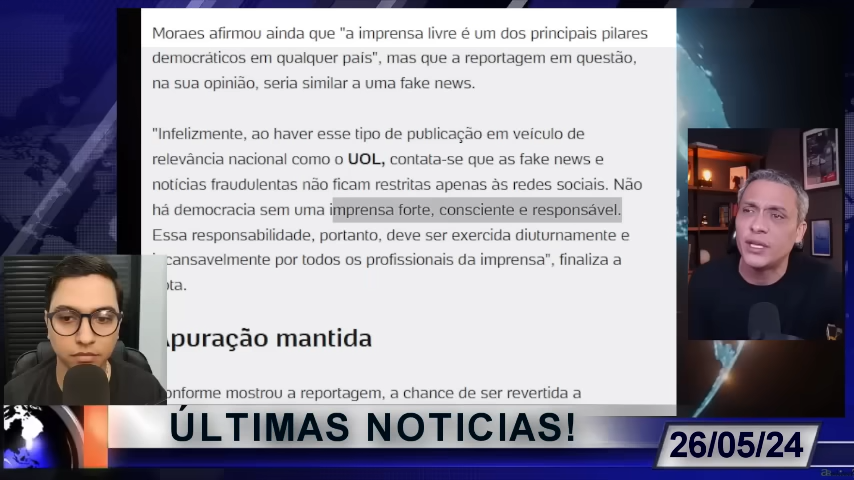 Moraes afirmou ainda que "a imprensa livre é um dos principais pilares
democráticos em qualquer país", mas que a reportagem em questão,
na sua opinião, seria similar a uma fake news.
"Infelizmente, ao haver esse tipo de publicação em veículo de
relevância nacional como o UOL, contata-se que as fake news e
notícias fraudulentas não ficam restritas apenas às redes sociais. Não
há democracia sem uma imprensa forte, consciente e responsável.
Essa responsabilidade, portanto, deve ser exercida diuturnamente e
incansavelmente por todos os profissionais da imprensa", finaliza a
nota.
Apuração mantida
Conforme mostrou a reportagem, a chance de ser revertida a
ÚLTIMAS NOTICIAS!
26/05/24